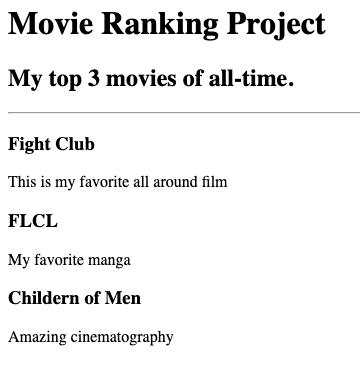 Movie Ranking Project
My top 3 movies of all-time.
Fight Club
This is my favorite all around film
FLCL
My favorite manga
Childern of Men
Amazing cinematography